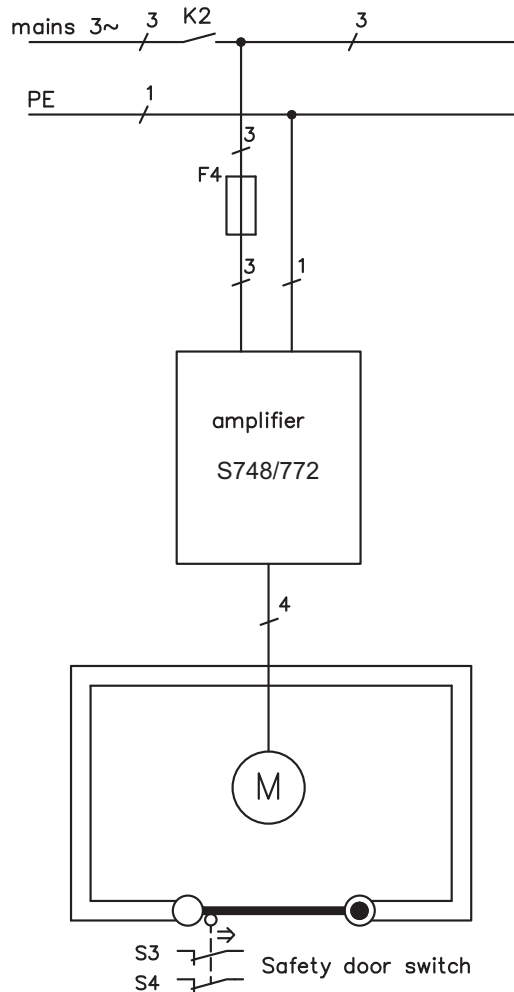 mains 3~ 3 K2 3
PE 1
3
F4
3 1
amplifier
S748/772
4
M
S3
S4 Safety door switch